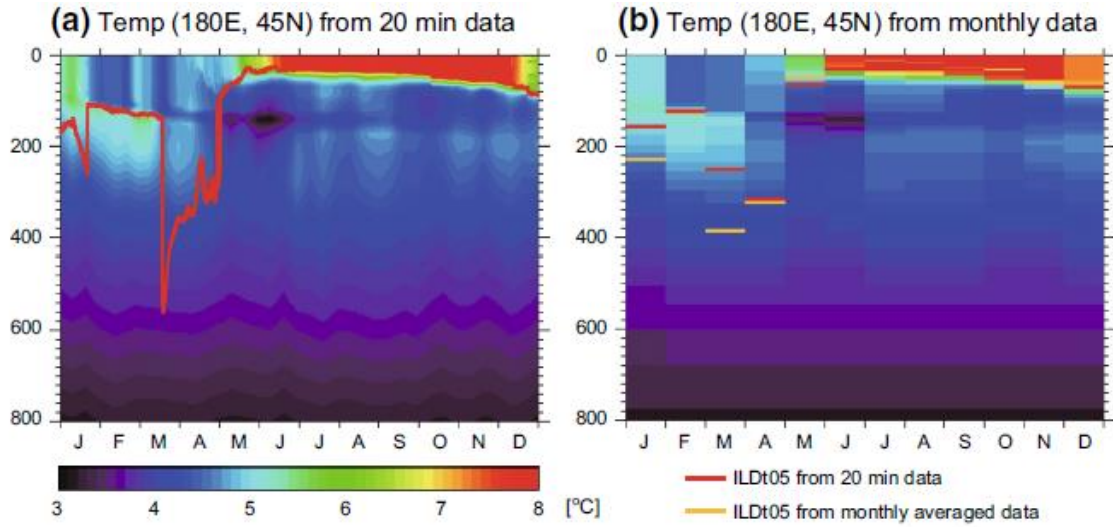 (a) Temp (180E, 45N) from 20 min data
(b) Temp (180E, 45N) from monthly data
0
200
400
600
800
J F M A M J J A S O N D
0
200
400
600
800
J F M A M J J A S O N D
3 4 5 6 7 8 [°C]
ILDt05 from 20 min data
ILDt05 from monthly averaged data